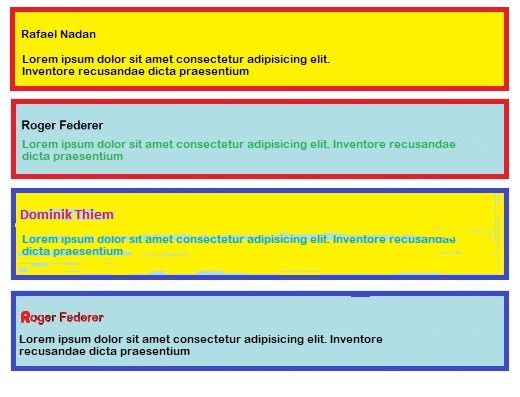 Rafael Nadan
Lorem ipsum dolor sit amet consectetur adipisicing elit.
Inventore recusandae dicta praesentium
Roger Federer
Lorem ipsum dolor sit amet consectetur adipisicing elit. Inventore recusandae
dicta praesentium
Dominik Thiem
Lorem ipsum dolor sit amet consectetur adipisicing elit. Inventore recusandae
dicta praesentium
Roger Federer
Lorem ipsum dolor sit amet consectetur adipisicing elit. Inventore
recusandae dicta praesentium